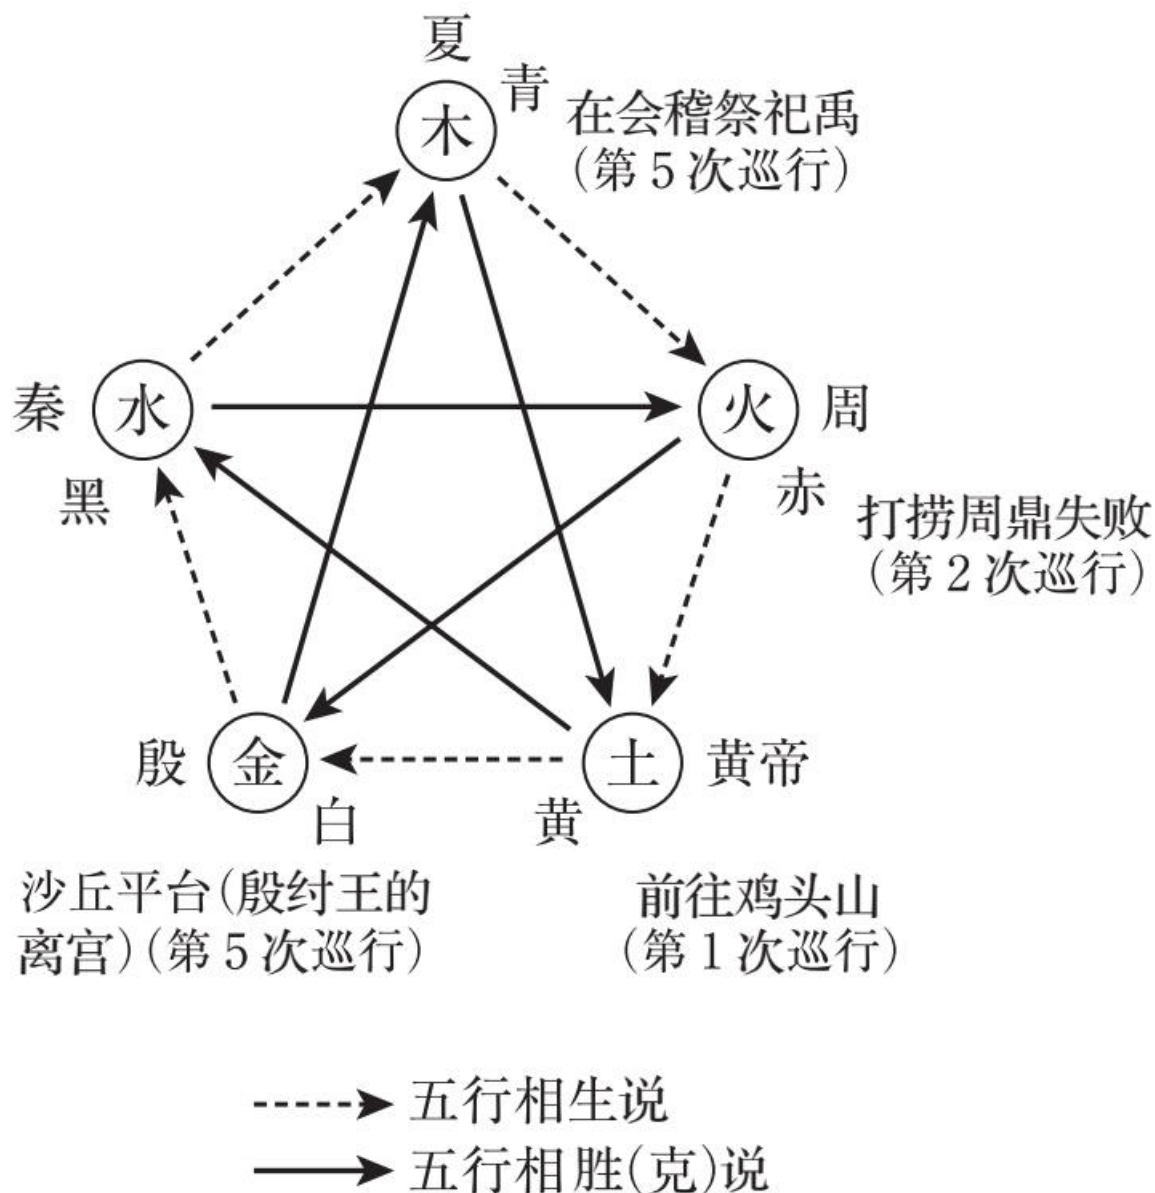 夏
木
青
在会稽祭祀禹
（第5次巡行）
秦
水
黑
火
周
赤
打捞周鼎失败
（第2次巡行）
殷
金
白
土
黄帝
黄
沙丘平台（殷纣王的
离宫）（第5次巡行）
前往鸡头山
（第1次巡行）
五行相生说
五行相胜（克）说